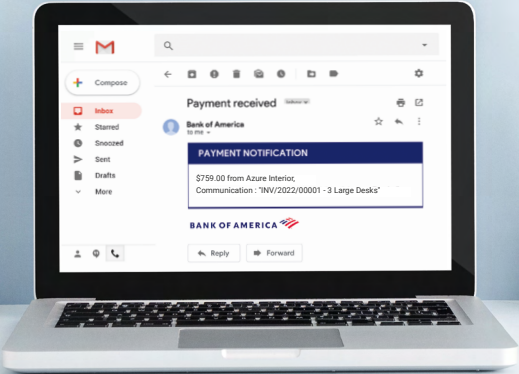 Compose
Inbox
Starred
Snoozed
Sent
Drafts
More
Payment received
Bank of America
to me
PAYMENT NOTIFICATION
$759.00 from Azure Interior,
Communication : "INV/2022/00001 - 3 Large Desks"
BANK OF AMERICA
Reply
Forward